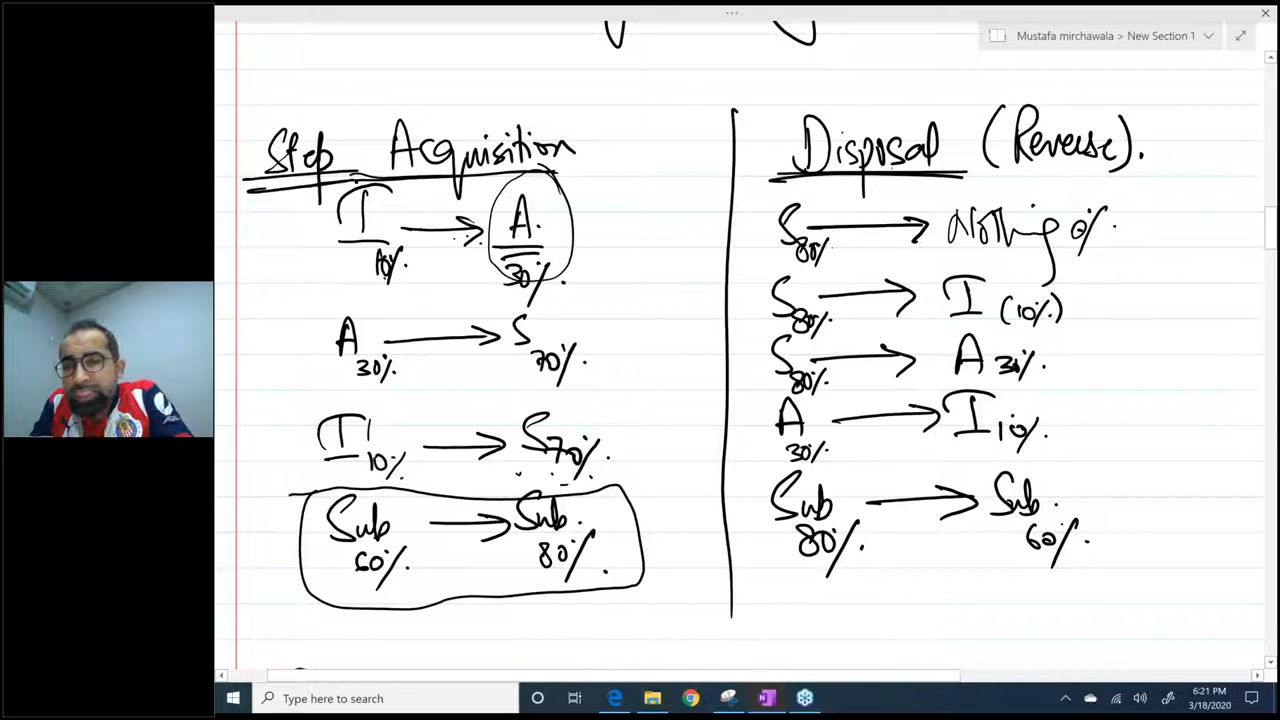 Mustafa mirchawala > New Section 1
Step Acquisition
I 10% → A. 30%.
A 30% → S 70%.
I 10% → S 70%.
Sub 60%. → Sub. 80%.
Disposal (Reverse).
S 80% → Nothing 0%.
S 80% → I (10%)
S 80% → A 30%.
A 30% → I 10%.
Sub 80%. → Sub. 60%.
Type here to search
6:21 PM
3/18/2020